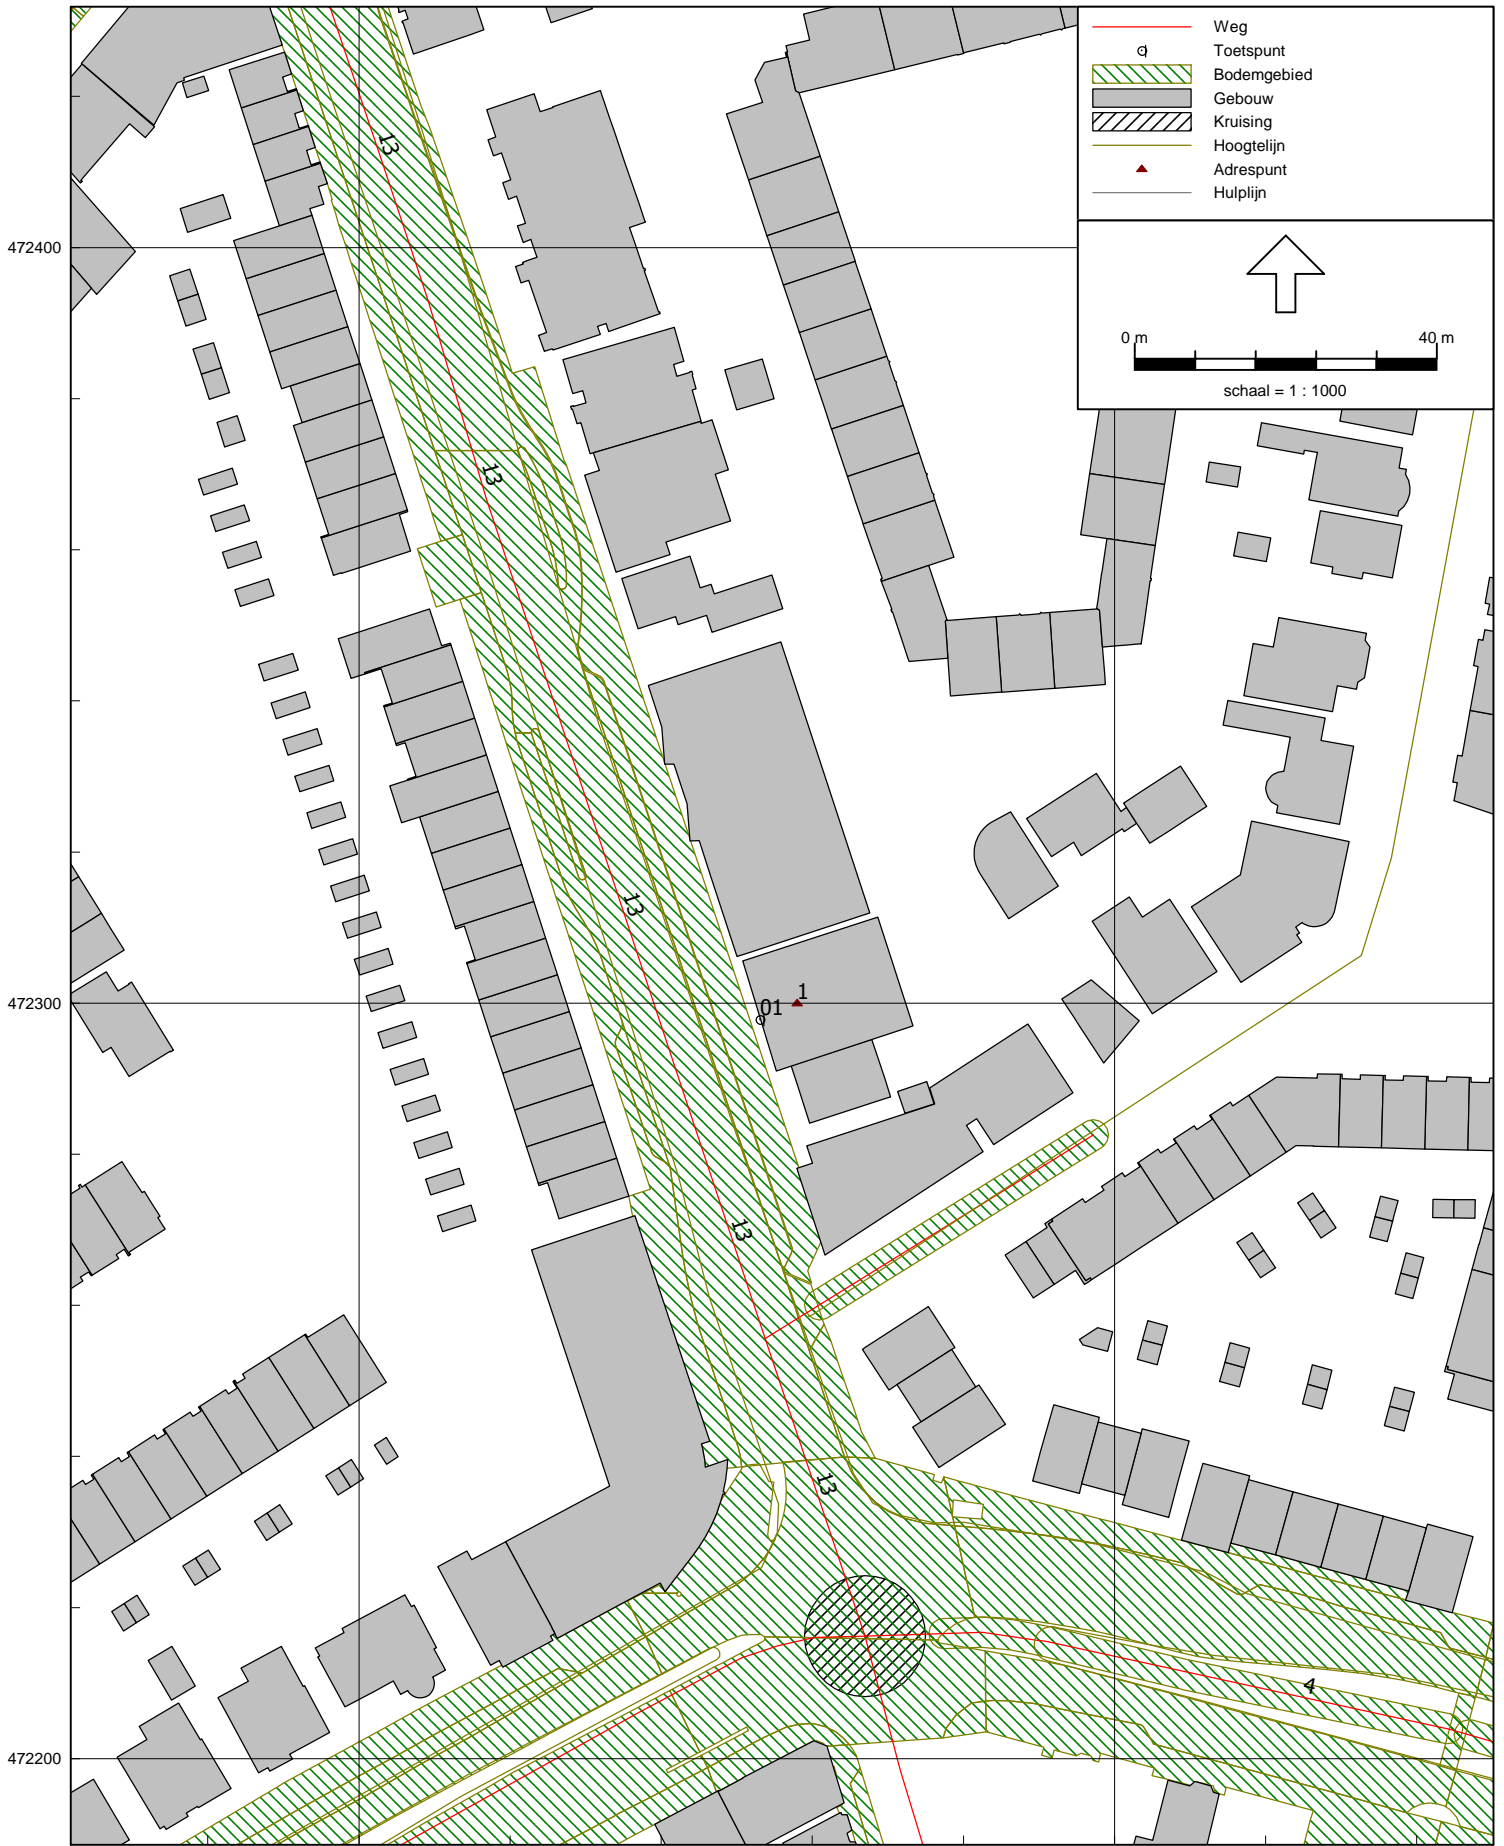 Weg
Toetspunt
Bodemgebied
Gebouw
Kruising
Hoogtelijn
Adrespunt
Hulplijn
0 m 40 m
schaal = 1 : 1000
13
472400
13
13
1
01
472300
13
13
4
472200